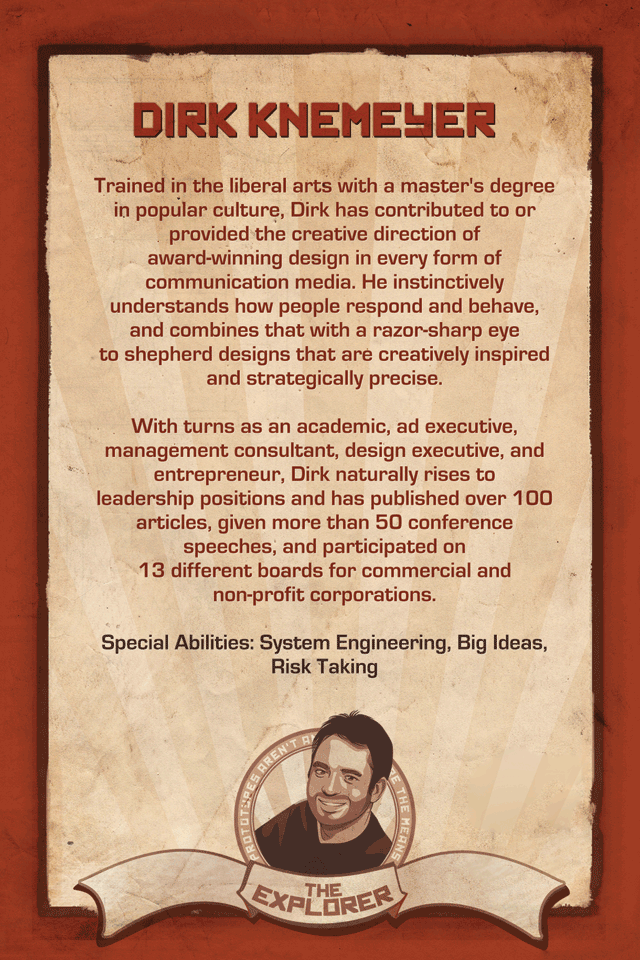 DIRK KNEMEYER
Trained in the liberal arts with a master's degree
in popular culture, Dirk has contributed to or
provided the creative direction of
award-winning design in every form of
communication media. He instinctively
understands how people respond and behave,
and combines that with a razor-sharp eye
to shepherd designs that are creatively inspired
and strategically precise.
With turns as an academic, ad executive,
management consultant, design executive, and
entrepreneur, Dirk naturally rises to
leadership positions and has published over 100
articles, given more than 50 conference
speeches, and participated on
13 different boards for commercial and
non-profit corporations.
Special Abilities: System Engineering, Big Ideas,
Risk Taking
PROTOTYPES AREN'T THE MEANS
THE
EXPLORER